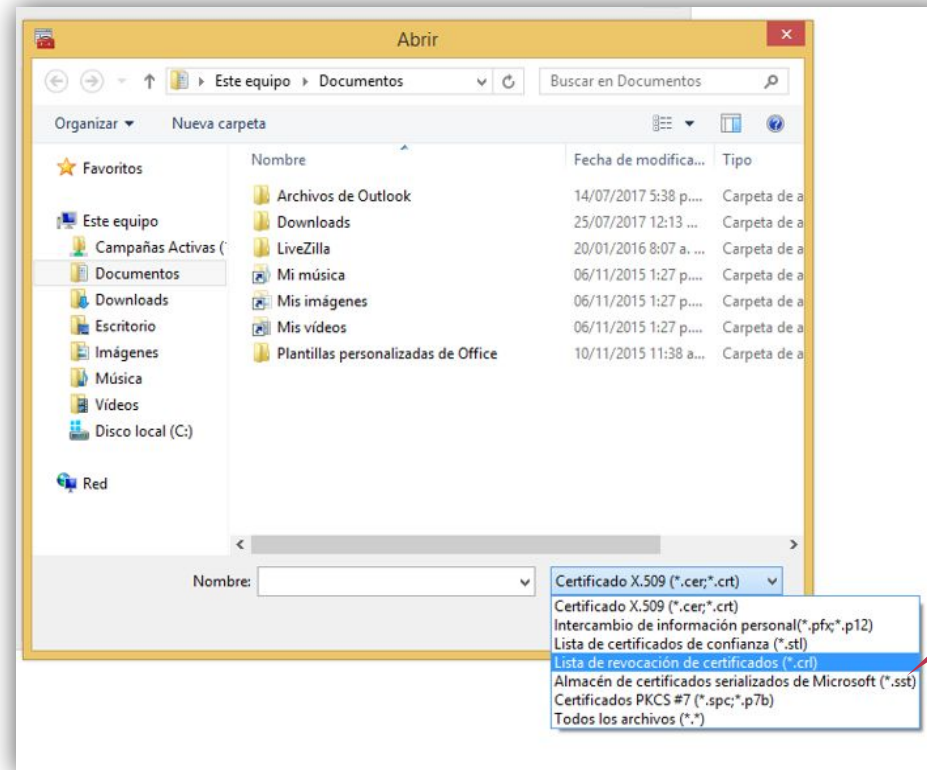 Abrir
Este equipo Documentos Buscar en Documentos
Organizar Nueva carpeta
Favoritos
Este equipo
Campañas Activas (
Documentos
Downloads
Escritorio
Imágenes
Música
Vídeos
Disco local (C:)
Red
Nombre Fecha de modifica... Tipo
Archivos de Outlook 14/07/2017 5:38 p.... Carpeta de a
Downloads 25/07/2017 12:13 ... Carpeta de a
LiveZilla 20/01/2016 8:07 a. ... Carpeta de a
Mi música 06/11/2015 1:27 p.... Carpeta de a
Mis imágenes 06/11/2015 1:27 p.... Carpeta de a
Mis vídeos 06/11/2015 1:27 p.... Carpeta de a
Plantillas personalizadas de Office 10/11/2015 11:38 a... Carpeta de a
Nombre: Certificado X.509 (*.cer;*.crt)
Certificado X.509 (*.cer;*.crt)
Intercambio de información personal(*.pfx;*.p12)
Lista de certificados de confianza (*.stl)
Lista de revocación de certificados (*.crl)
Almacén de certificados serializados de Microsoft (*.sst)
Certificados PKCS #7 (*.spc;*.p7b)
Todos los archivos (*.*)